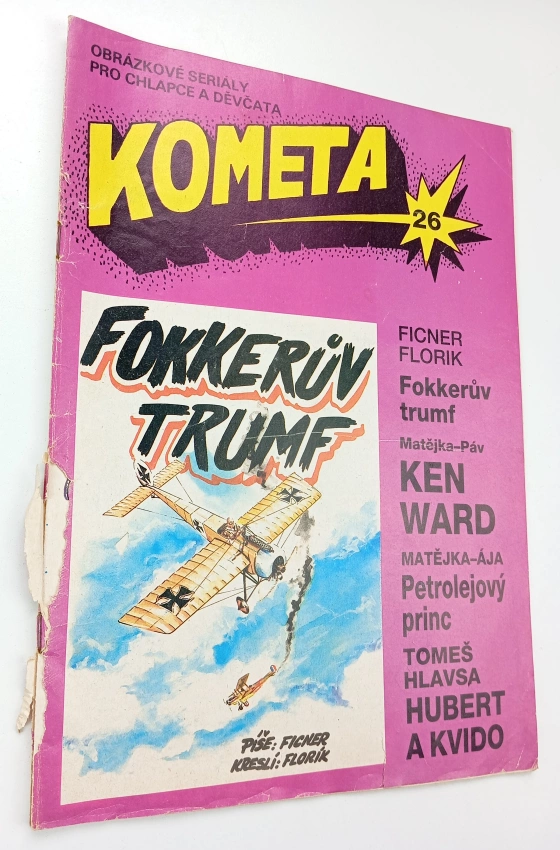 OBRÁZKOVÉ SERIÁLY
PRO CHLAPCE A DĚVČATA
KOMETA
26
FOKKERŮV
TRUMF
PÍŠE: FICNER
KRESLÍ: FLORIK
FICNER
FLORIK
Fokkerův
trumf
Matějka–Páv
KEN
WARD
MATĚJKA–ÁJA
Petrolejový
princ
TOMEŠ
HLAVSA
HUBERT
A KVIDO